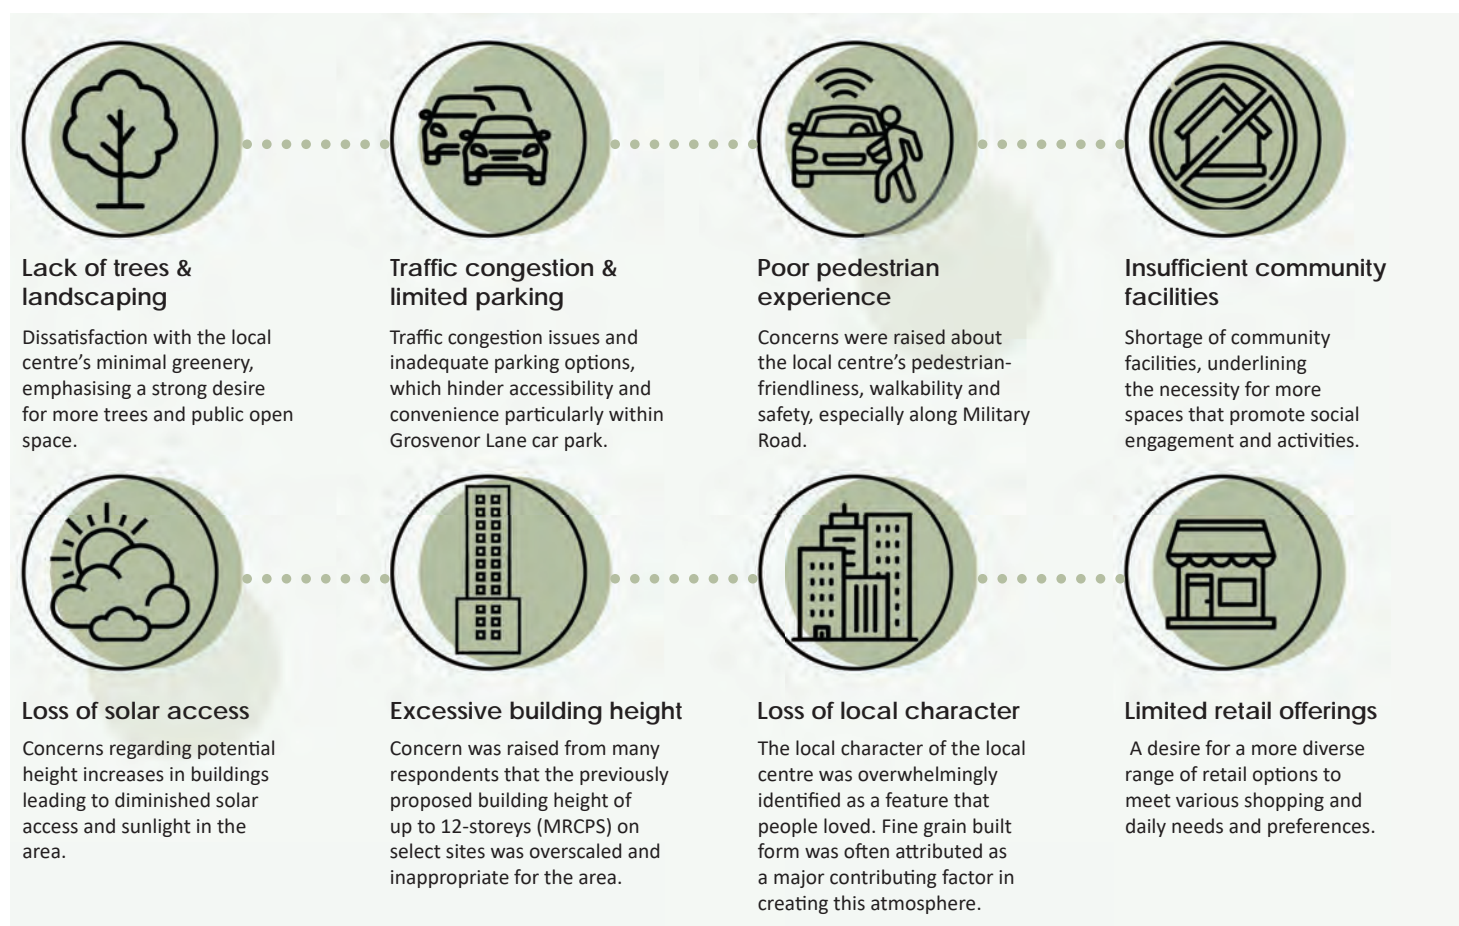 Lack of trees &
landscaping
Dissatisfaction with the local
centre's minimal greenery,
emphasising a strong desire
for more trees and public open
space.
Traffic congestion &
limited parking
Traffic congestion issues and
inadequate parking options,
which hinder accessibility and
convenience particularly within
Grosvenor Lane car park.
Poor pedestrian
experience
Concerns were raised about
the local centre's pedestrian-
friendliness, walkability and
safety, especially along Military
Road.
Insufficient community
facilities
Shortage of community
facilities, underlining
the necessity for more
spaces that promote social
engagement and activities.
Loss of solar access
Concerns regarding potential
height increases in buildings
leading to diminished solar
access and sunlight in the
area.
Excessive building height
Concern was raised from many
respondents that the previously
proposed building height of
up to 12-storeys (MRCPS) on
select sites was overscaled and
inappropriate for the area.
Loss of local character
The local character of the local
centre was overwhelmingly
identified as a feature that
people loved. Fine grain built
form was often attributed as
a major contributing factor in
creating this atmosphere.
Limited retail offerings
A desire for a more diverse
range of retail options to
meet various shopping and
daily needs and preferences.